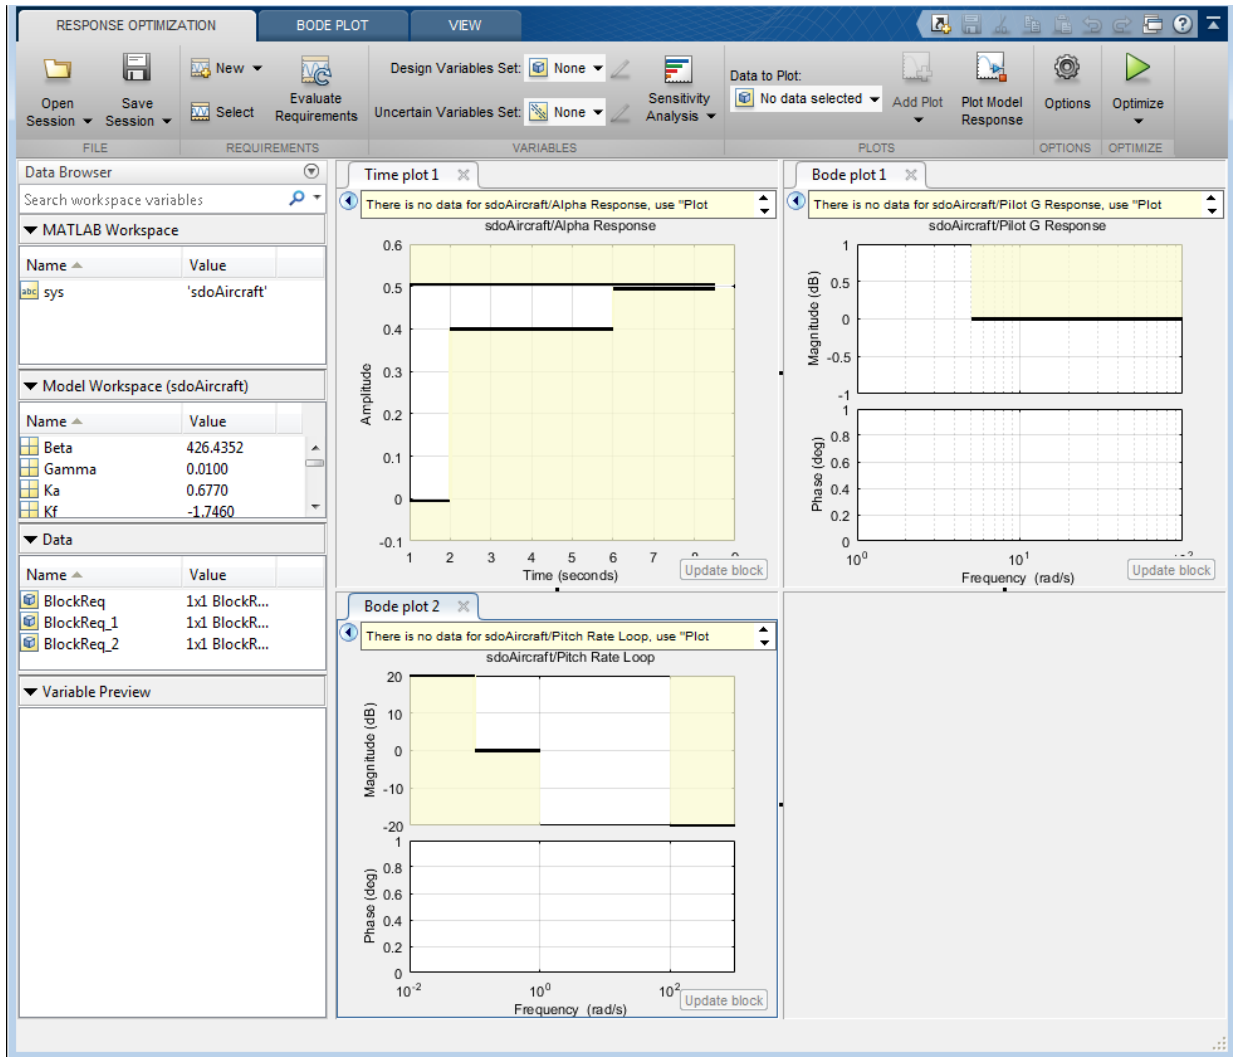 RESPONSE OPTIMIZATION BODE PLOT VIEW
Open Session Save Session New Select Evaluate Requirements Design Variables Set: None Uncertain Variables Set: None Sensitivity Analysis Data to Plot: No data selected Add Plot Plot Model Response Options Optimize
FILE REQUIREMENTS VARIABLES PLOTS OPTIONS OPTIMIZE
Data Browser
Search workspace variables
MATLAB Workspace
Name Value
abc sys 'sdoAircraft'
Model Workspace (sdoAircraft)
Name Value
Beta 426.4352
Gamma 0.0100
Ka 0.6770
Kf -1.7460
Data
Name Value
BlockReq 1x1 BlockR...
BlockReq_1 1x1 BlockR...
BlockReq_2 1x1 BlockR...
Variable Preview
Time plot 1
There is no data for sdoAircraft/Alpha Response, use "Plot
sdoAircraft/Alpha Response
Amplitude
0.6
0.5
0.4
0.3
0.2
0.1
0
-0.1
1 2 3 4 5 6 7 8 9
Time (seconds)
Update block
Bode plot 1
There is no data for sdoAircraft/Pilot G Response, use "Plot
sdoAircraft/Pilot G Response
Magnitude (dB)
1
0.5
0
-0.5
-1
Phase (deg)
1
0.8
0.6
0.4
0.2
0
10^0 10^1
Frequency (rad/s)
Update block
Bode plot 2
There is no data for sdoAircraft/Pitch Rate Loop, use "Plot
sdoAircraft/Pitch Rate Loop
Magnitude (dB)
20
10
0
-10
-20
Phase (deg)
1
0.8
0.6
0.4
0.2
0
10^-2 10^0 10^2
Frequency (rad/s)
Update block